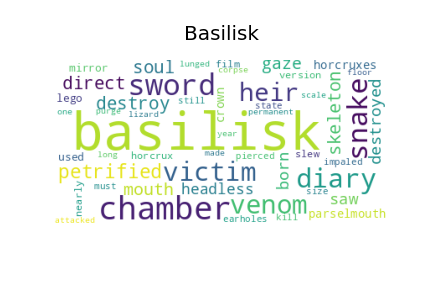 Basilisk
mirror
soul
lunged
film
gaze
horcruxes
corpse
version
floor
direct
sword
heir
skeleton
snake
destroyed
lego
destroy
still
crown
state
scale
one
purge
lizard
permanent
basilisk
year
long
horcrux
made
pierced
slew
used
petrified
victim
born
impaled
diary
nearly
must
mouth
headless
size
saw
chamber
venom
parselmouth
attacked
earholes
kill